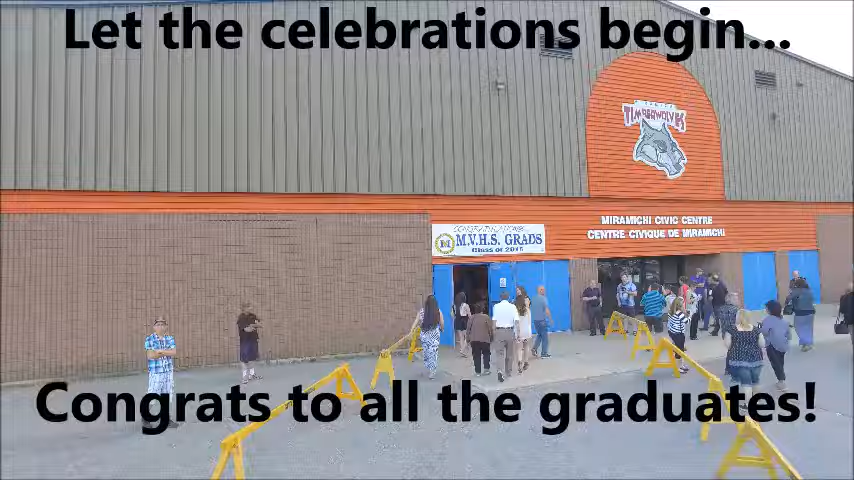 Let the celebrations begin...
TIMBERWOLVES
CONGRATULATIONS
M.V.H.S. GRADS
Class of 2015
MIRAMICHI CIVIC CENTRE
CENTRE CIVIQUE DE MIRAMICHI
Congrats to all the graduates!